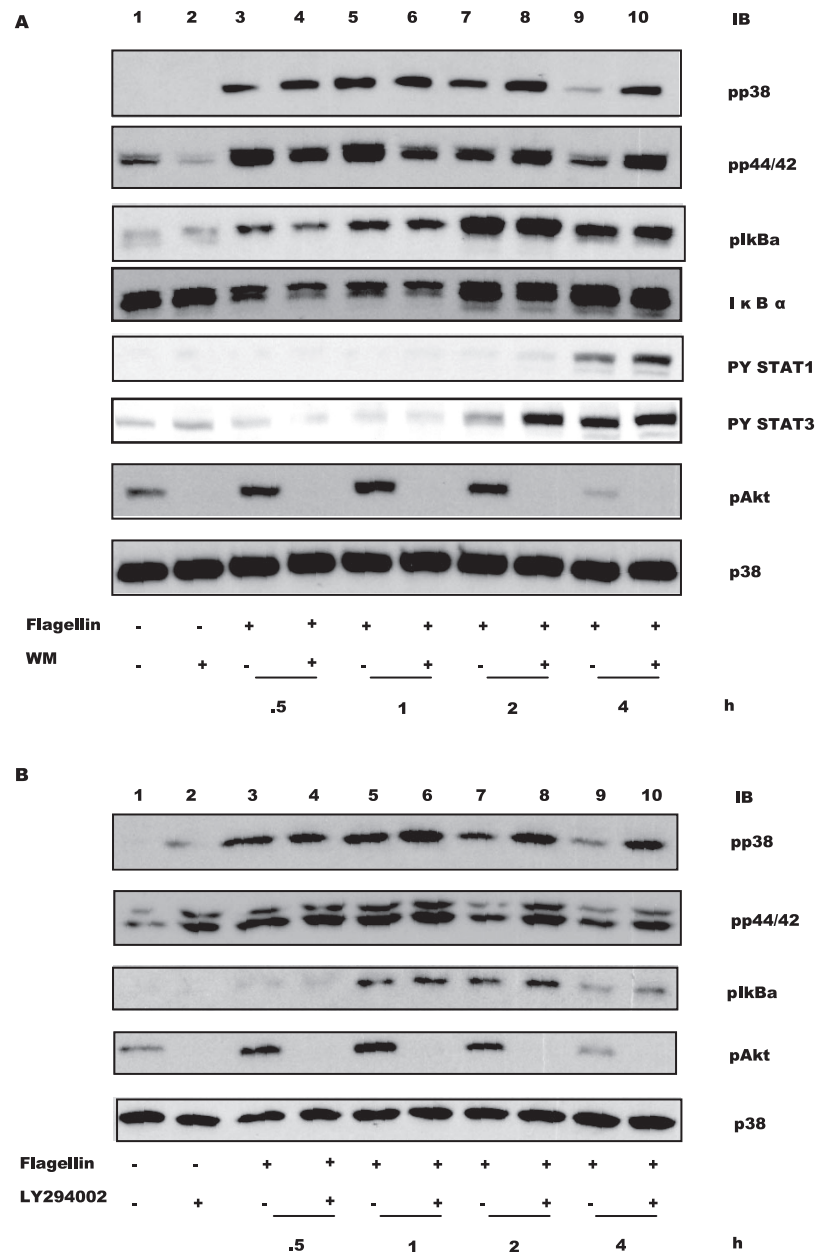 A
1 2 3 4 5 6 7 8 9 10 IB
pp38
pp44/42
pIkBa
I κ B α
PY STAT1
PY STAT3
pAkt
p38
Flagellin - - + + + + + + + +
WM - + - + - + - + - +
.5 1 2 4 h
B
1 2 3 4 5 6 7 8 9 10 IB
pp38
pp44/42
pIkBa
pAkt
p38
Flagellin - - + + + + + + + +
LY294002 - + - + - + - + - +
.5 1 2 4 h